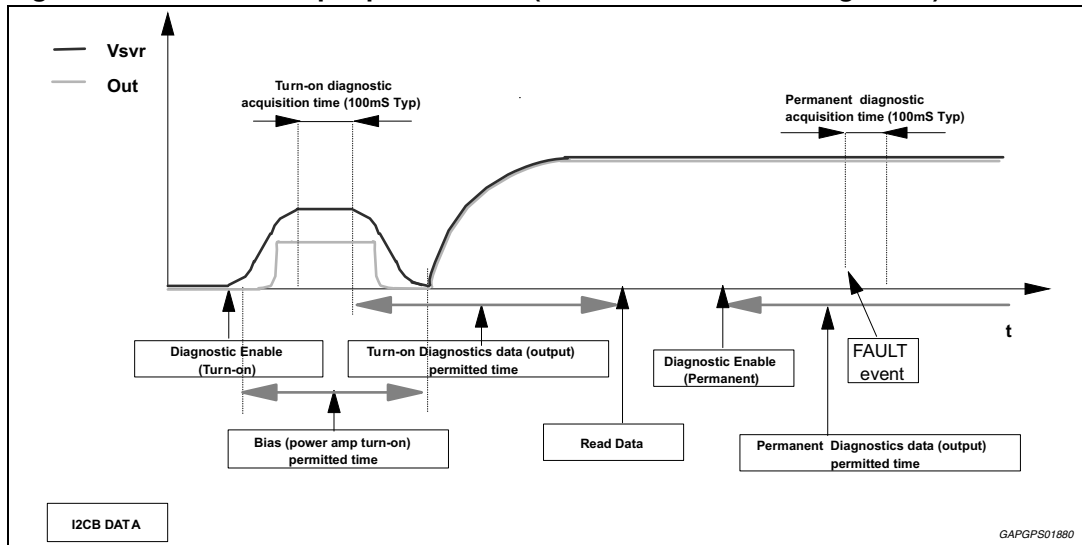 Vsvr
Out
Turn-on diagnostic
acquisition time (100mS Typ)
Permanent diagnostic
acquisition time (100mS Typ)
t
Diagnostic Enable
(Turn-on)
Turn-on Diagnostics data (output)
permitted time
Diagnostic Enable
(Permanent)
FAULT
event
Bias (power amp turn-on)
permitted time
Read Data
Permanent Diagnostics data (output)
permitted time
I2CB DATA
GAPGPS01880